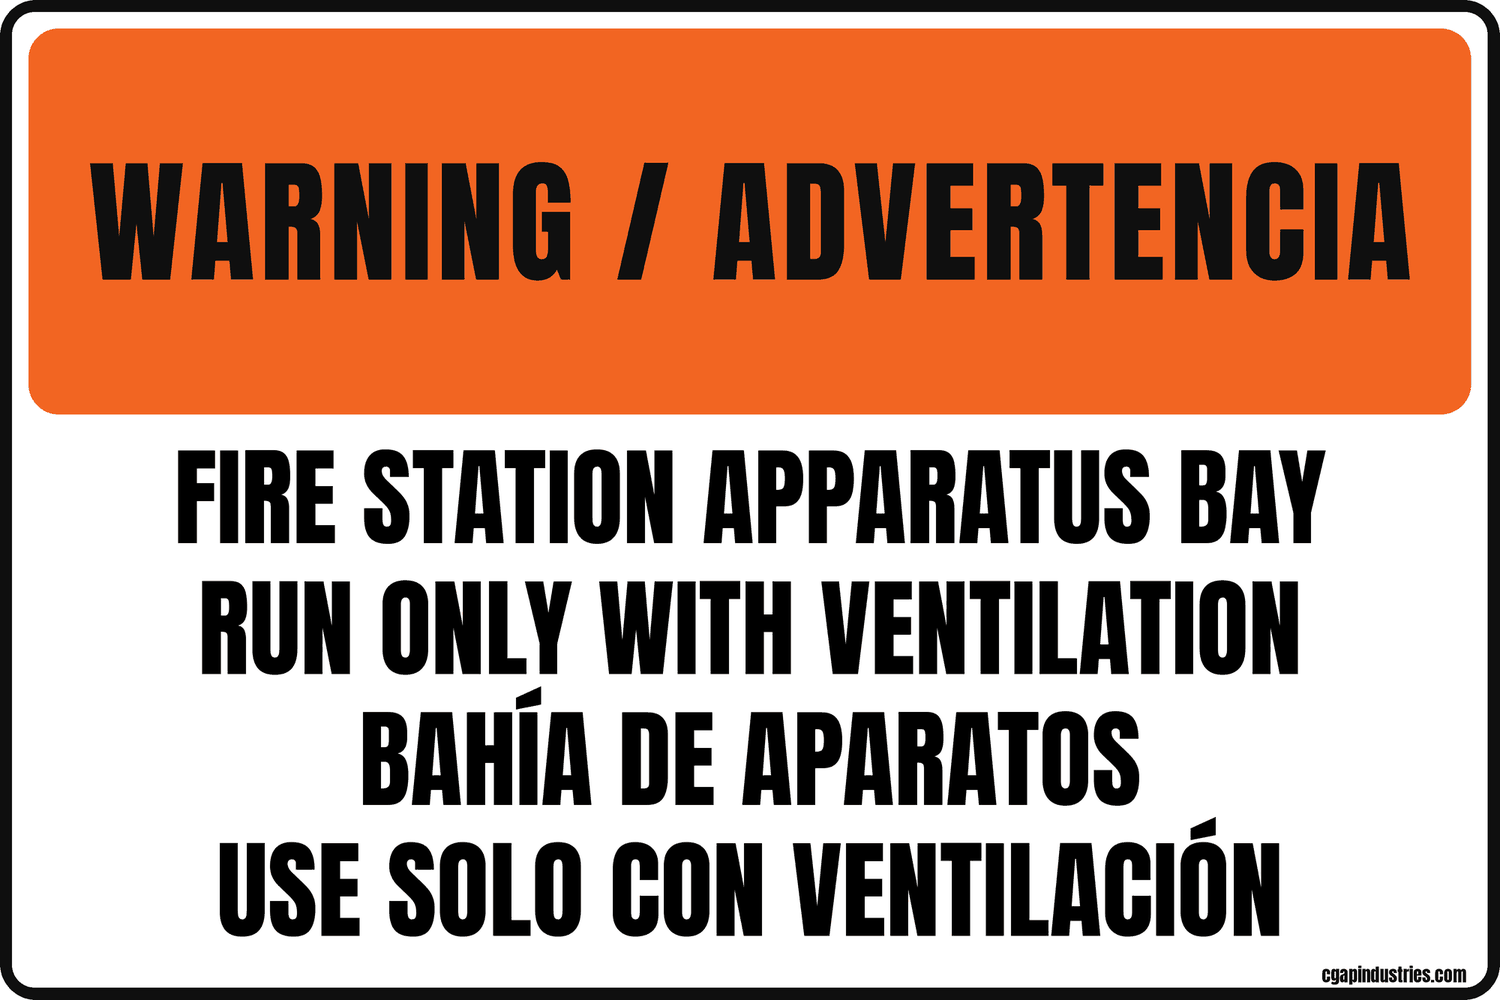 WARNING / ADVERTENCIA
FIRE STATION APPARATUS BAY
RUN ONLY WITH VENTILATION
BAHÍA DE APARATOS
USE SOLO CON VENTILACIÓN
cgapindustries.com